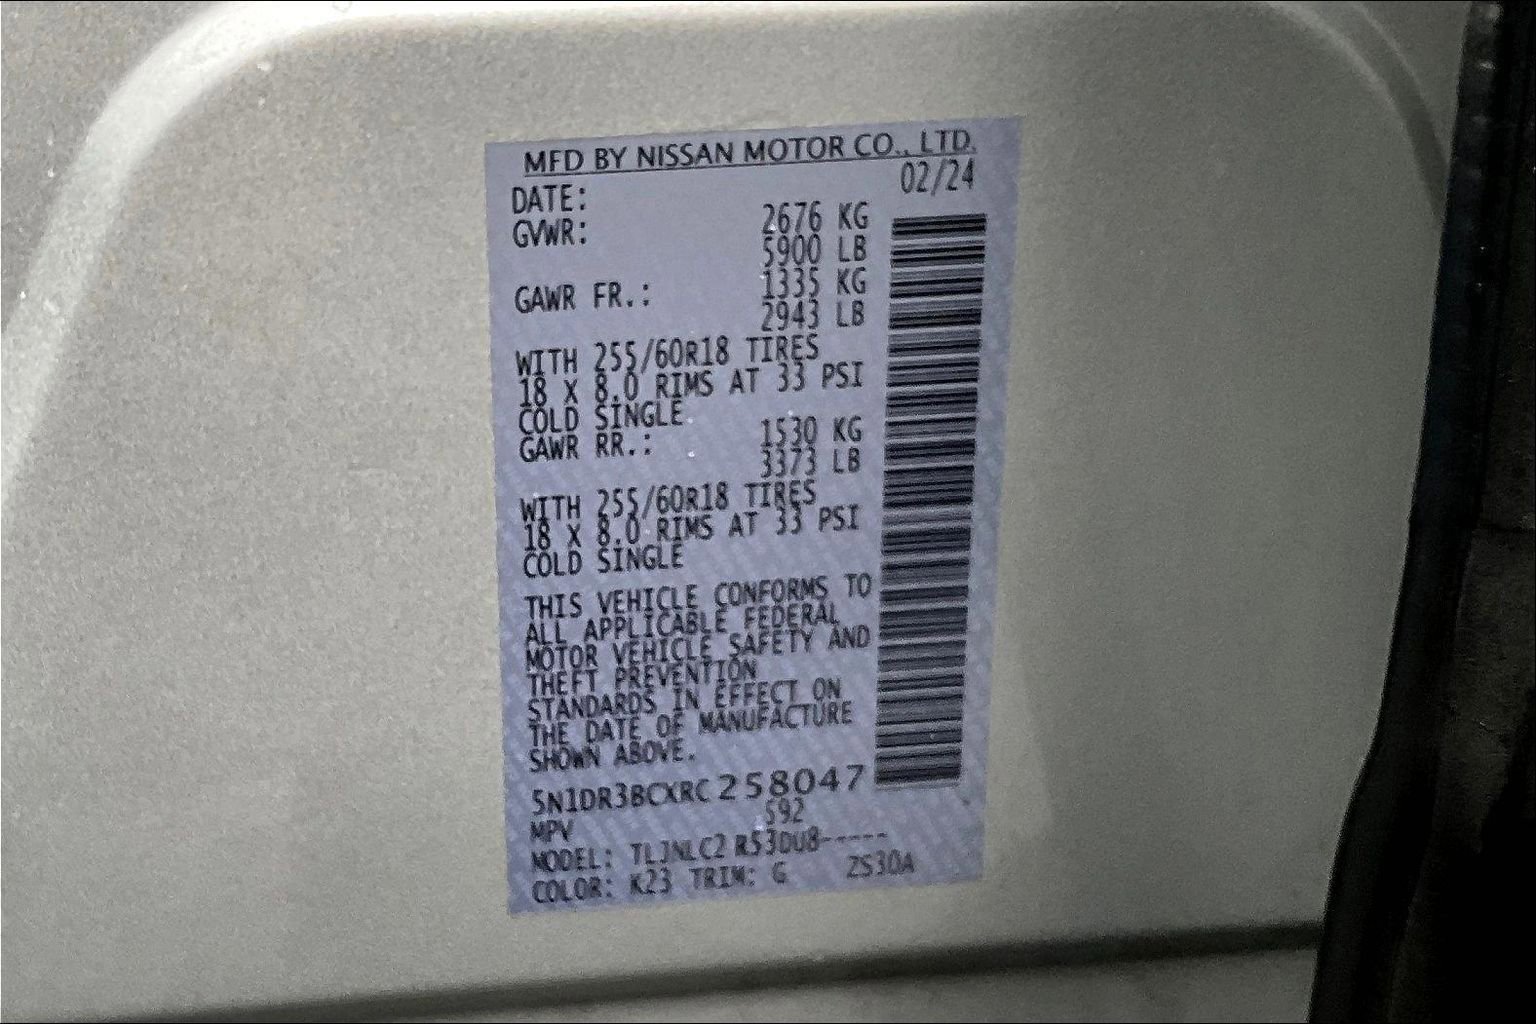 MFD BY NISSAN MOTOR CO., LTD.
DATE: 02/24
GVWR: 2676 KG
5900 LB
GAWR FR.: 1335 KG
2943 LB
WITH 255/60R18 TIRES
18 X 8.0 RIMS AT 33 PSI
COLD SINGLE
GAWR RR.: 1530 KG
3373 LB
WITH 255/60R18 TIRES
18 X 8.0 RIMS AT 33 PSI
COLD SINGLE
THIS VEHICLE CONFORMS TO
ALL APPLICABLE FEDERAL
MOTOR VEHICLE SAFETY AND
THEFT PREVENTION
STANDARDS IN EFFECT ON
THE DATE OF MANUFACTURE
SHOWN ABOVE.
5N1DR3BCXRC258047
MPV 592
MODEL: TLJNLC2 R53DU8-----
COLOR: K23 TRIM: G ZS30A